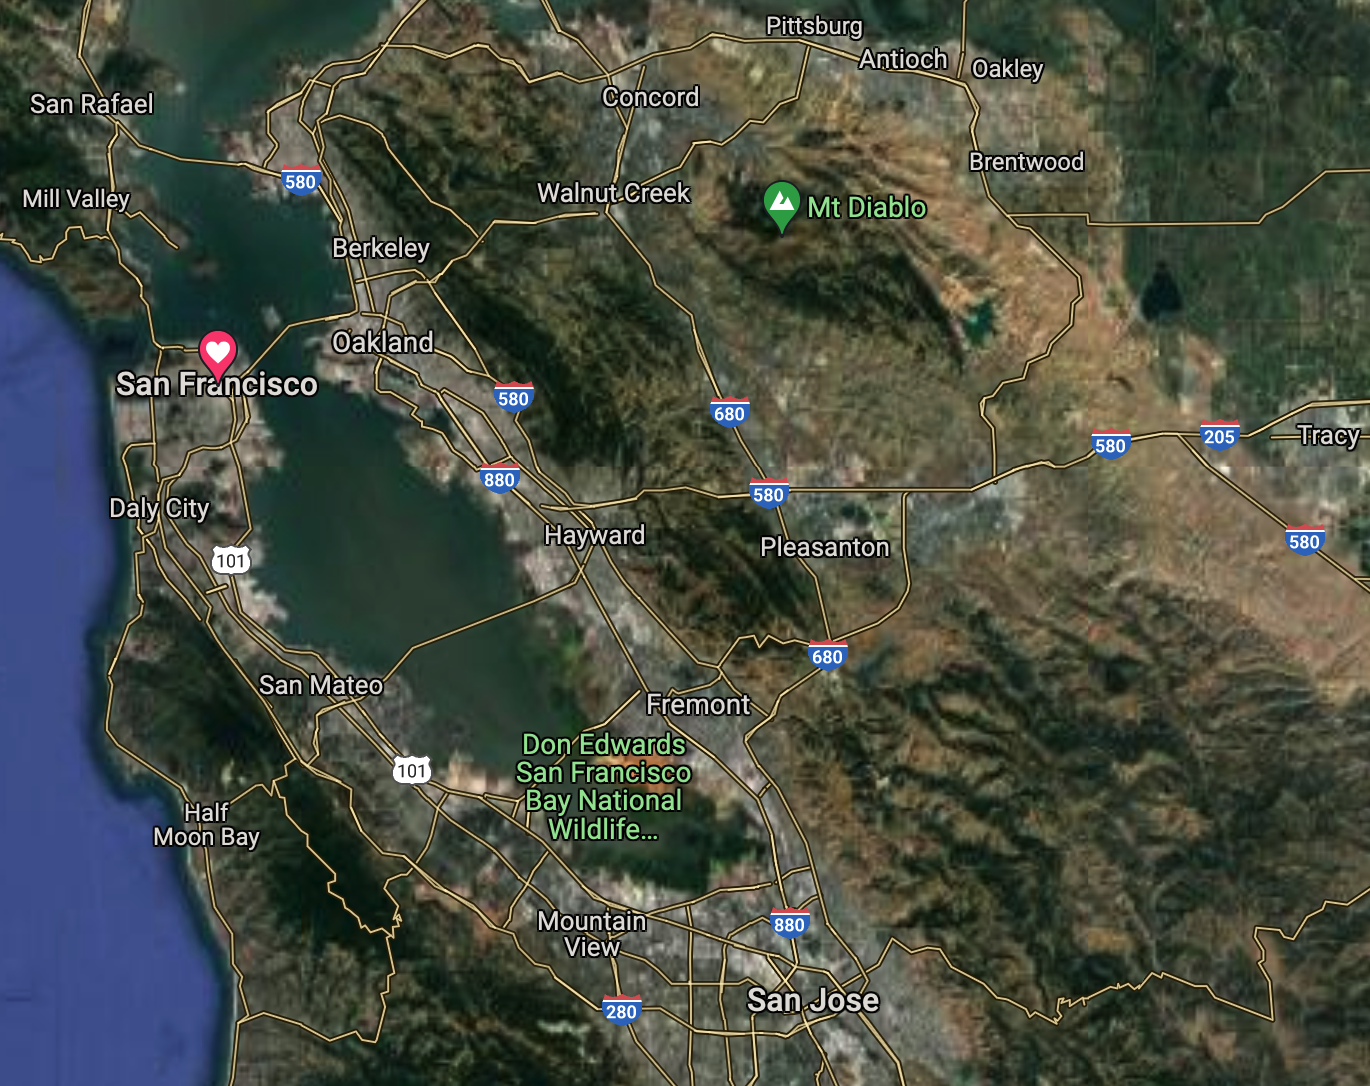 Pittsburg
Antioch
Oakley
San Rafael
Concord
Brentwood
580
Mill Valley
Walnut Creek
Mt Diablo
Berkeley
Oakland
San Francisco
580
680
580
205
Tracy
880
580
Daly City
Hayward
Pleasanton
580
101
680
San Mateo
Fremont
Don Edwards
San Francisco
Bay National
Wildlife...
101
Half
Moon Bay
Mountain
View
880
San Jose
280